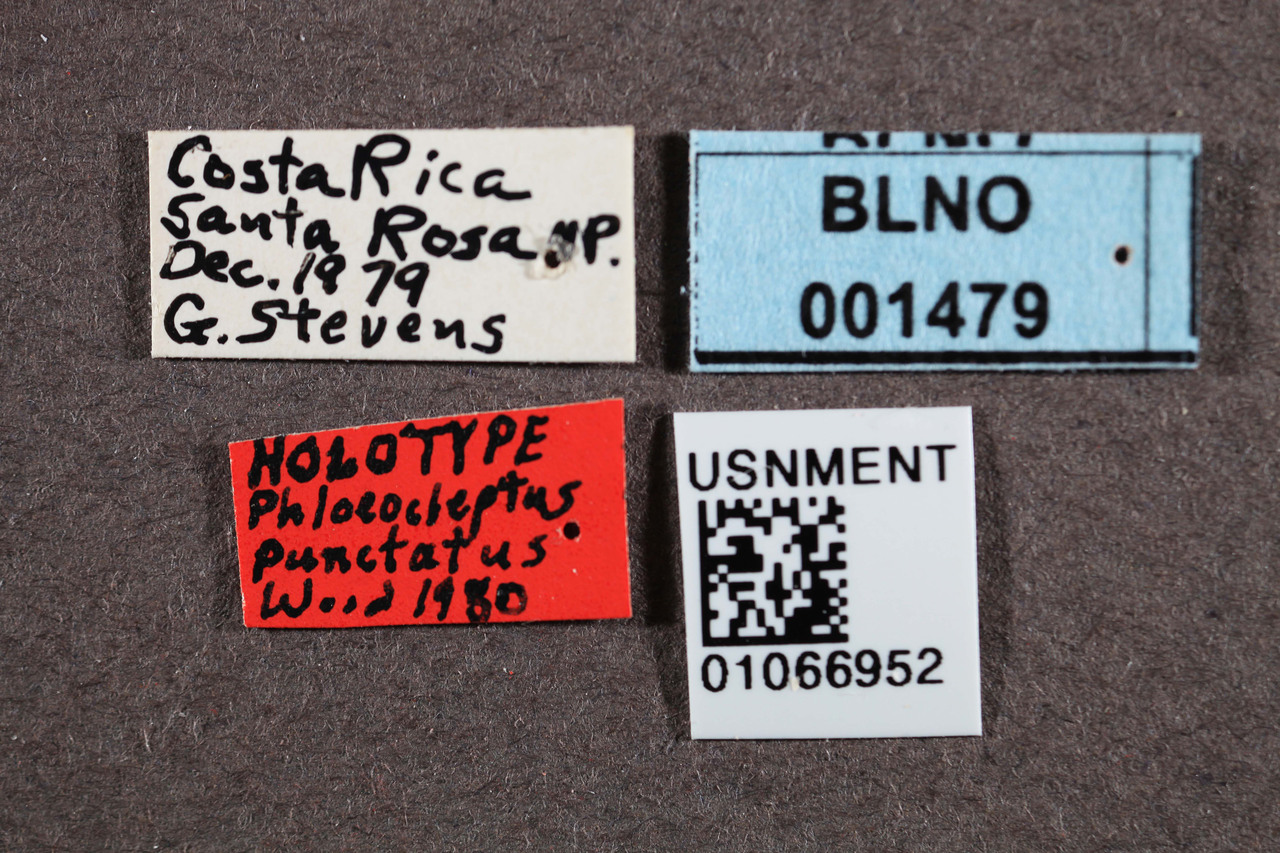 Costa Rica
Santa Rosa NP.
Dec. 1979
G. Stevens
BLNO
001479
HOLOTYPE
Phloeocleptus
punctatus
Wood 1980
USNMENT
01066952